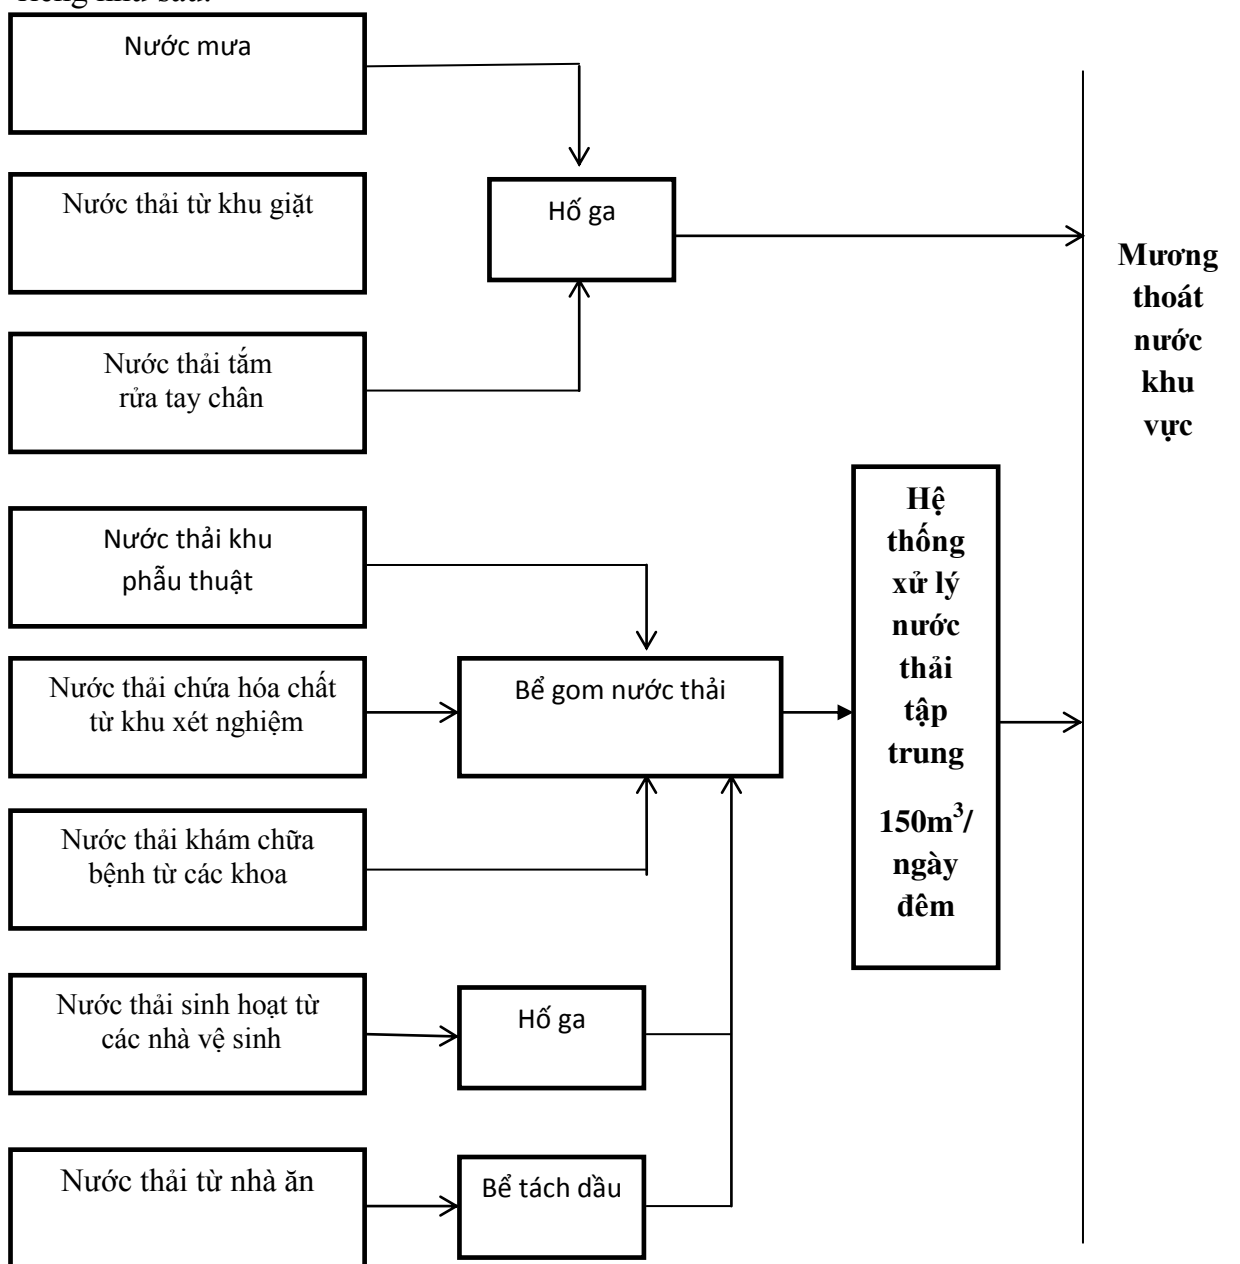 riêng như sau:
Nước mưa
Nước thải từ khu giặt
Hố ga
Nước thải tắm
rửa tay chân
Mương
thoát
nước
khu
vực
Nước thải khu
phẫu thuật
Nước thải chứa hóa chất
từ khu xét nghiệm
Bể gom nước thải
Hệ
thống
xử lý
nước
thải
tập
trung
150m³/
ngày
đêm
Nước thải khám chữa
bệnh từ các khoa
Nước thải sinh hoạt từ
các nhà vệ sinh
Hố ga
Nước thải từ nhà ăn
Bể tách dầu